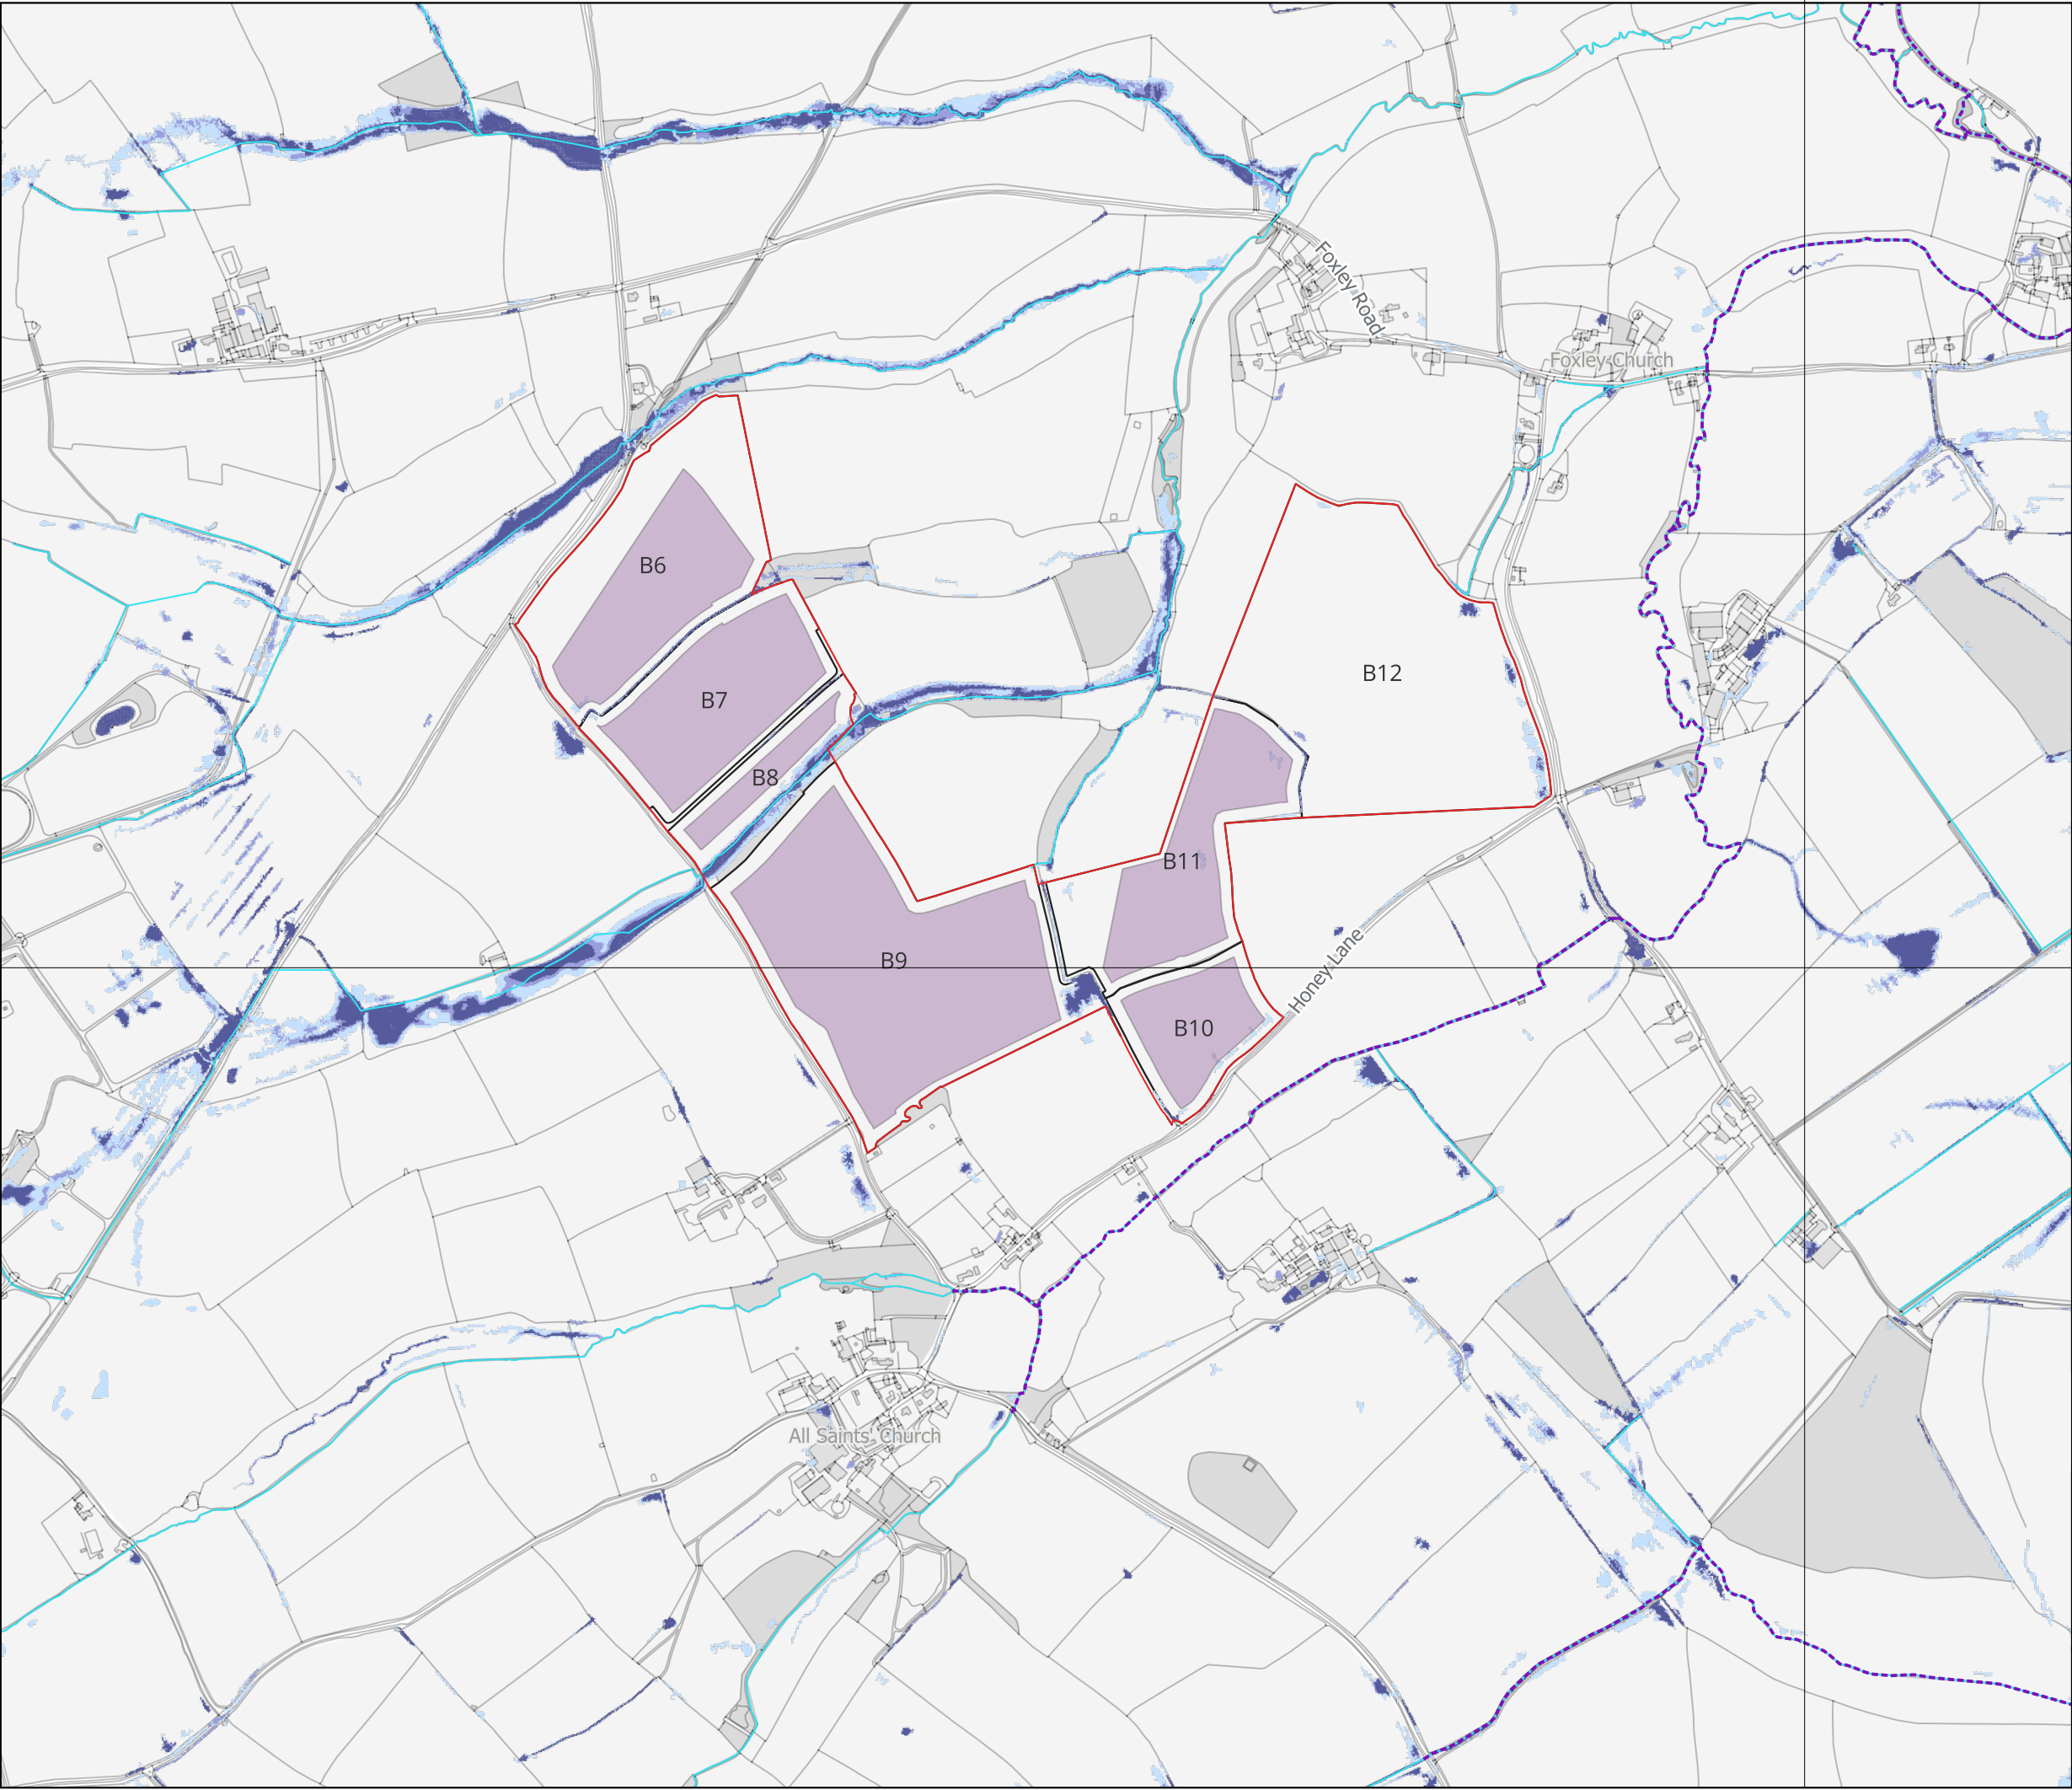 Foxley Road
Foxley Church
B6
B12
B7
B8
B11
B9
Honey Lane
B10
All Saints' Church